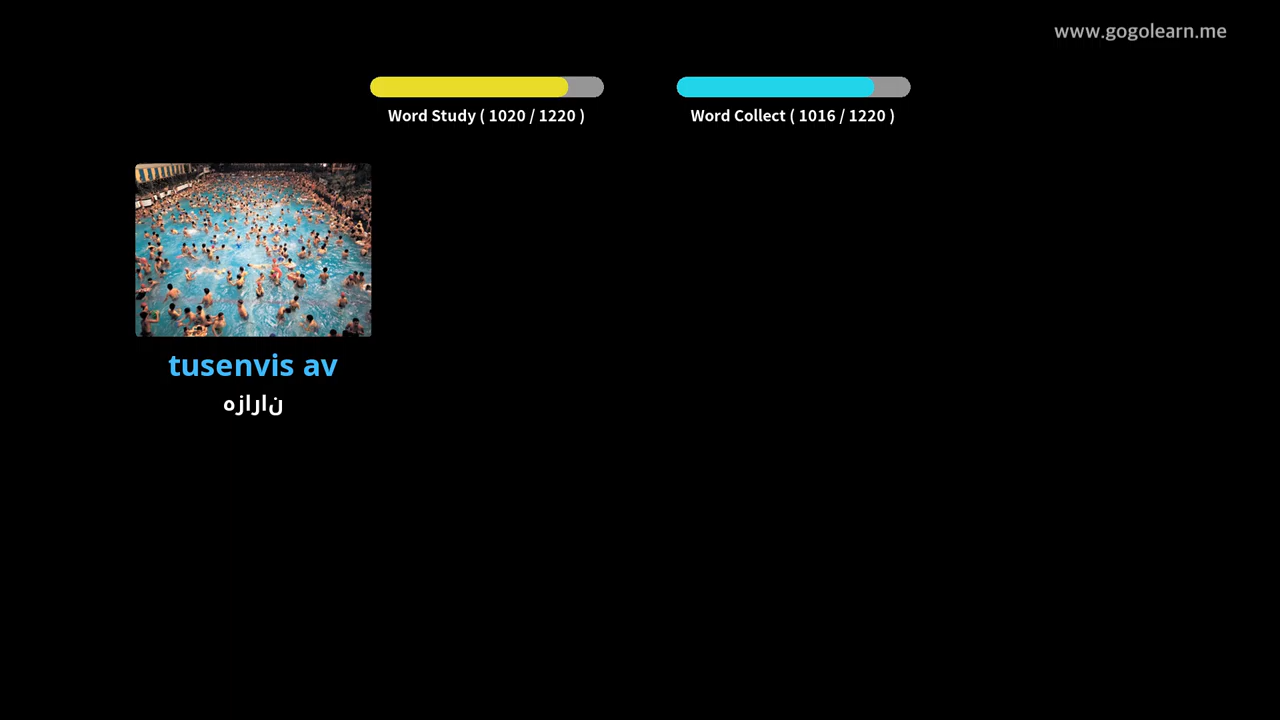 www.gogolearn.me
Word Study ( 1020 / 1220 )
Word Collect ( 1016 / 1220 )
tusenvis av
هزاران